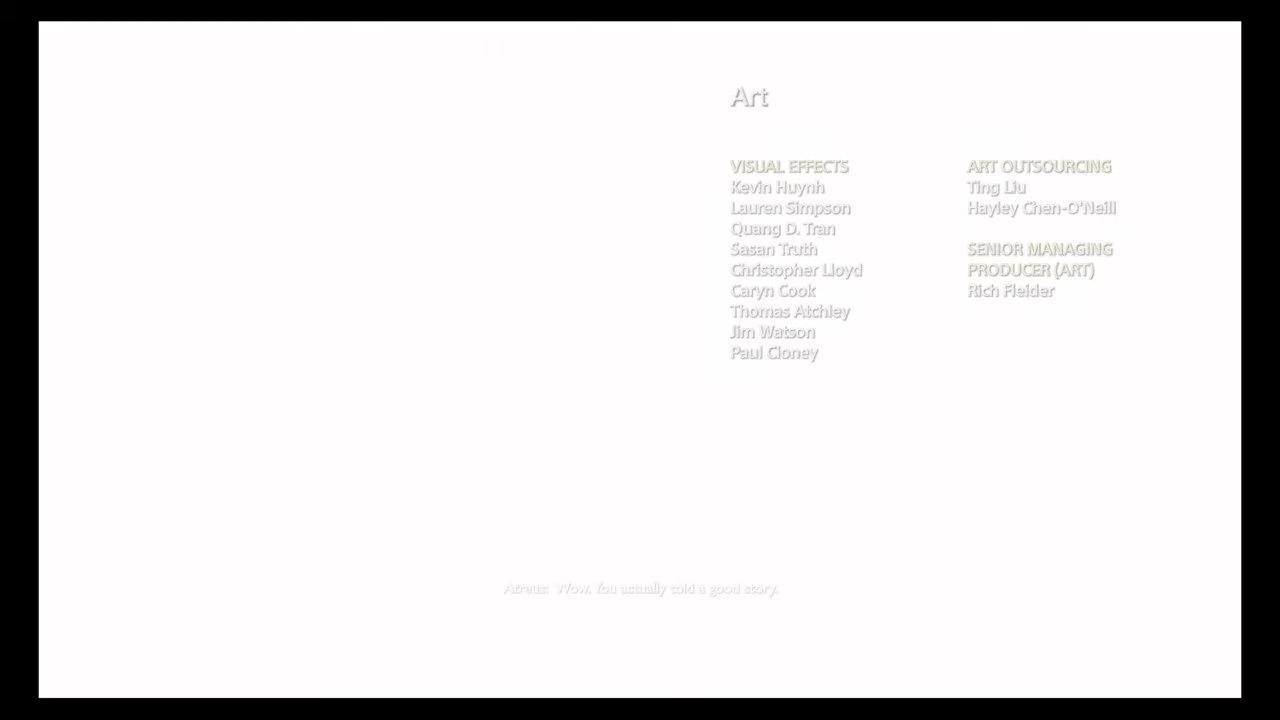 Art
VISUAL EFFECTS
Kevin Huynh
Lauren Simpson
Quang D. Tran
Sasan Truth
Christopher Lloyd
Caryn Cook
Thomas Atchley
Jim Watson
Paul Cloney
ART OUTSOURCING
Ting Liu
Hayley Chen-O'Neill
SENIOR MANAGING
PRODUCER (ART)
Rich Fleider
Atreus: Wow. You actually told a good story.